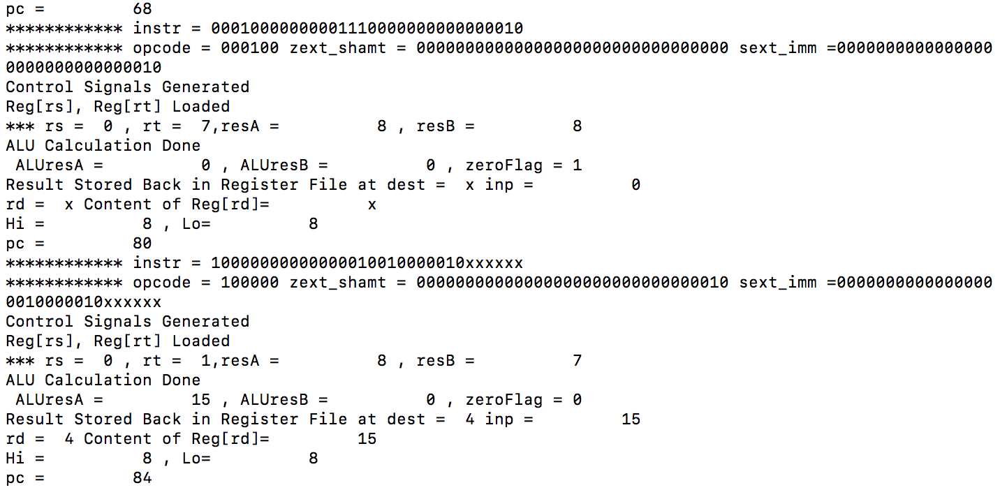 pc =         68
************ instr = 00010000000001110000000000000010
************ opcode = 000100 zext_shamt = 00000000000000000000000000000000 sext_imm =0000000000000000
0000000000000010
Control Signals Generated
Reg[rs], Reg[rt] Loaded
*** rs =  0 , rt =  7,resA =          8 , resB =          8
ALU Calculation Done
 ALUresA =          0 , ALUresB =          0 , zeroFlag = 1
Result Stored Back in Register File at dest =  x inp =          0
rd =  x Content of Reg[rd]=          x
Hi =          8 , Lo=          8
pc =         80
************ instr = 10000000000000010010000010xxxxxx
************ opcode = 100000 zext_shamt = 00000000000000000000000000000010 sext_imm =0000000000000000
0010000010xxxxxx
Control Signals Generated
Reg[rs], Reg[rt] Loaded
*** rs =  0 , rt =  1,resA =          8 , resB =          7
ALU Calculation Done
 ALUresA =         15 , ALUresB =          0 , zeroFlag = 0
Result Stored Back in Register File at dest =  4 inp =         15
rd =  4 Content of Reg[rd]=         15
Hi =          8 , Lo=          8
pc =         84